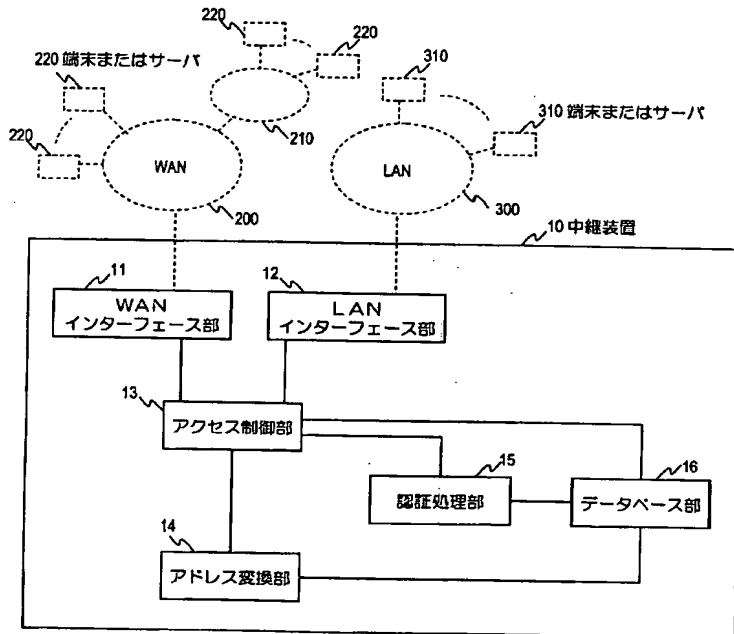 220
220
310
220 端末またはサーバ
310 端末またはサーバ
220
210
WAN
LAN
200
300
10 中継装置
11
12
WAN
インターフェース部
LAN
インターフェース部
13
アクセス制御部
15
16
認証処理部
データベース部
14
アドレス変換部